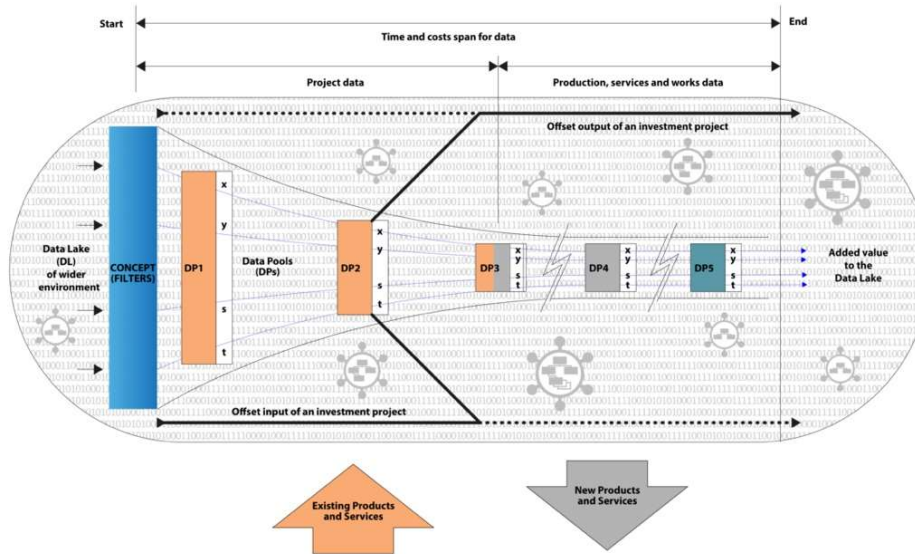 Start
End
Time and costs span for data
Project data
Production, services and works data
Offset output of an investment project
Data Lake
(DL)
of wider
environment
CONCEPT
(FILTERS)
DP1
x
y
s
t
Data Pools
(DPs)
DP2
x
y
s
t
DP3
x
y
s
t
DP4
x
y
s
t
DP5
x
y
s
t
Added value
to the
Data Lake
Offset input of an investment project
Existing Products
and Services
New Products
and Services